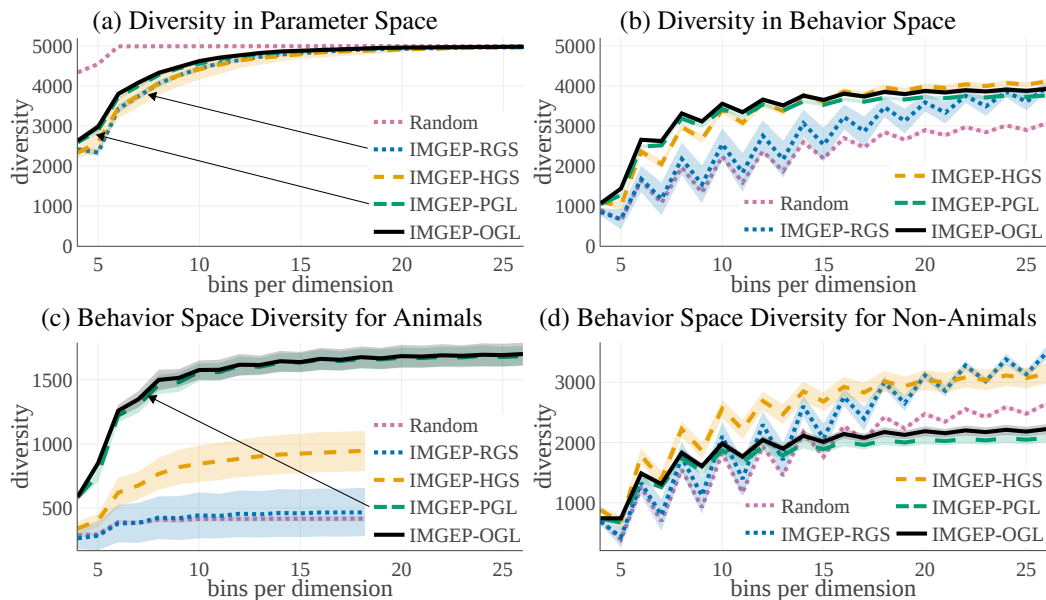 (a) Diversity in Parameter Space
5000
4000
3000
2000
1000
0
diversity
Random
IMGEP-RGS
IMGEP-HGS
IMGEP-PGL
IMGEP-OGL
5
10
15
20
25
bins per dimension
(b) Diversity in Behavior Space
5000
4000
3000
2000
1000
0
diversity
Random
IMGEP-RGS
IMGEP-HGS
IMGEP-PGL
IMGEP-OGL
5
10
15
20
25
bins per dimension
(c) Behavior Space Diversity for Animals
1500
1000
500
diversity
Random
IMGEP-RGS
IMGEP-HGS
IMGEP-PGL
IMGEP-OGL
5
10
15
20
25
bins per dimension
(d) Behavior Space Diversity for Non-Animals
3000
2000
1000
diversity
Random
IMGEP-RGS
IMGEP-HGS
IMGEP-PGL
IMGEP-OGL
5
10
15
20
25
bins per dimension